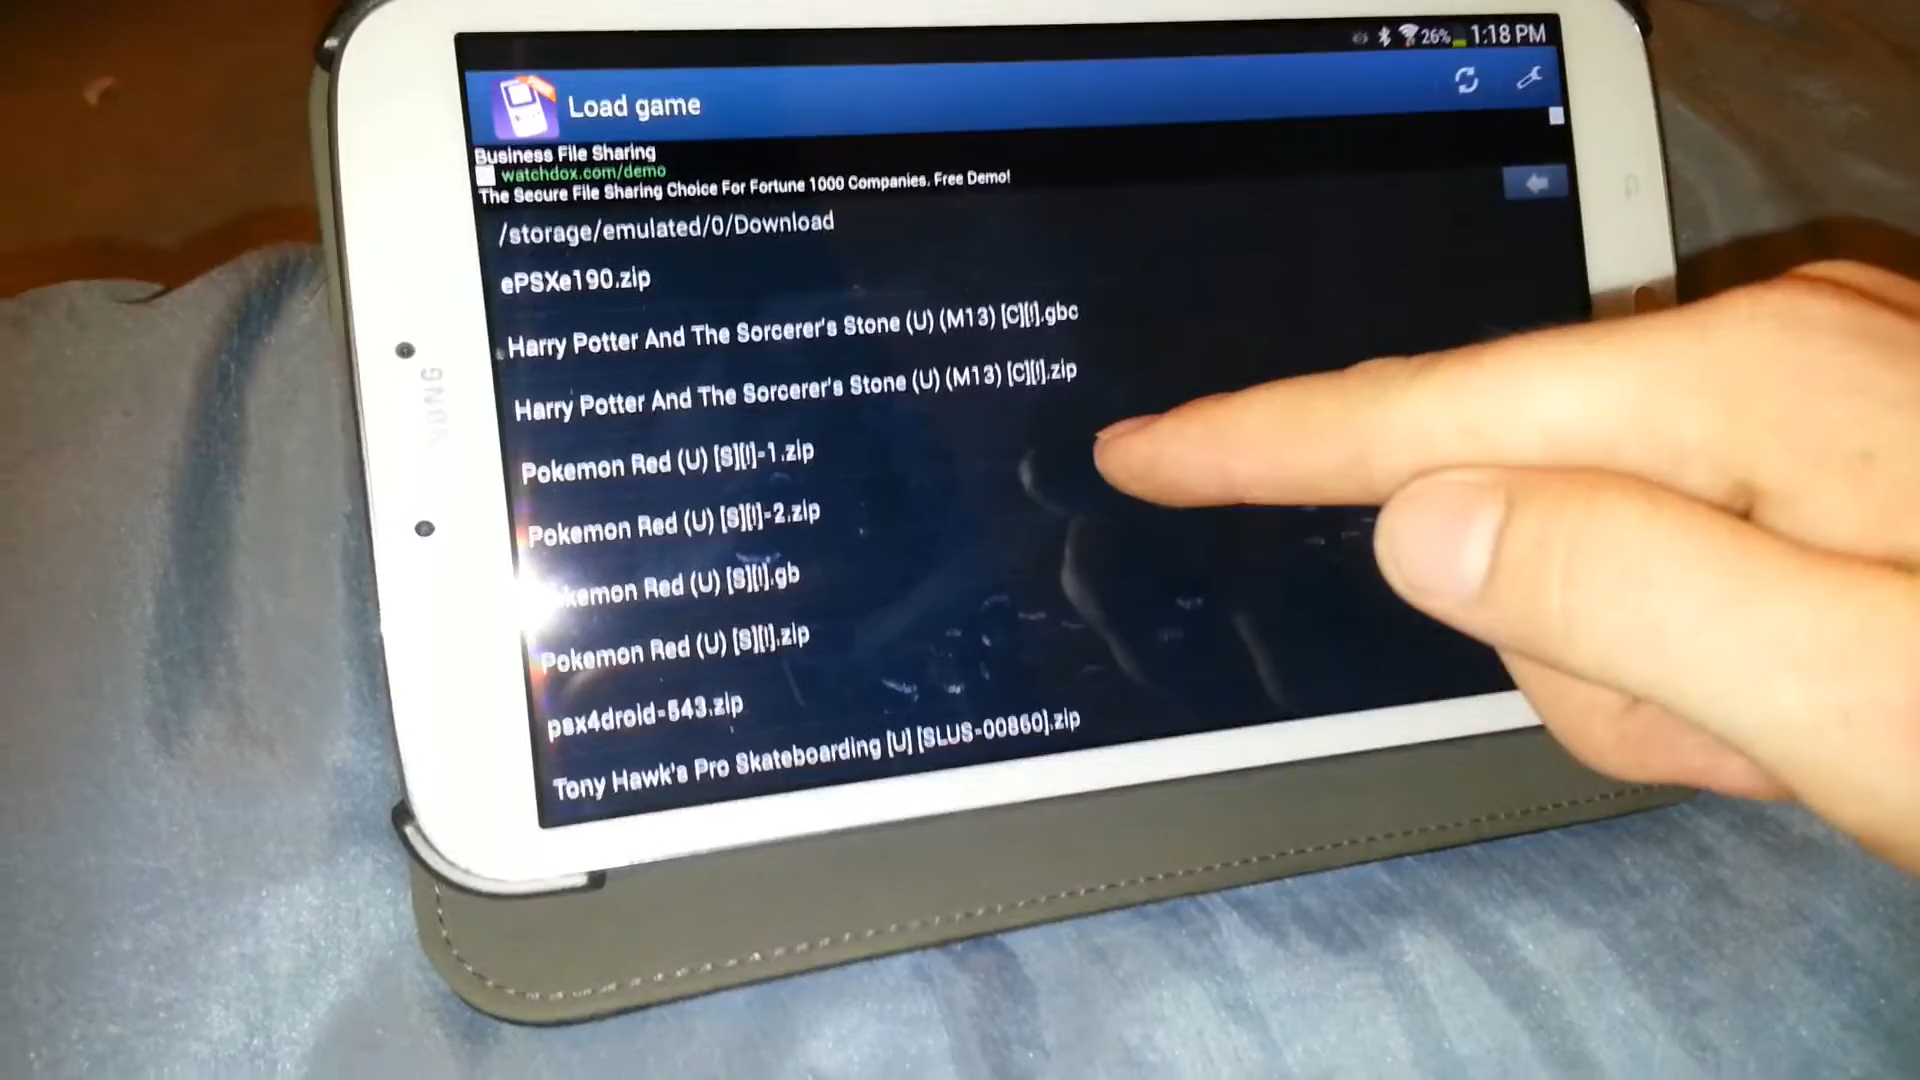 26% 1:18 PM
Load game
Business File Sharing
watchdox.com/demo
The Secure File Sharing Choice For Fortune 1000 Companies. Free Demo!
/storage/emulated/0/Download
ePSXe190.zip
Harry Potter And The Sorcerer's Stone (U) (M13) [C][!].gbc
Harry Potter And The Sorcerer's Stone (U) (M13) [C][!].zip
Pokemon Red (U) [S][!]-1.zip
Pokemon Red (U) [S][!]-2.zip
Pokemon Red (U) [S][!].gb
Pokemon Red (U) [S][!].zip
psx4droid-543.zip
Tony Hawk's Pro Skateboarding [U] [SLUS-00860].zip